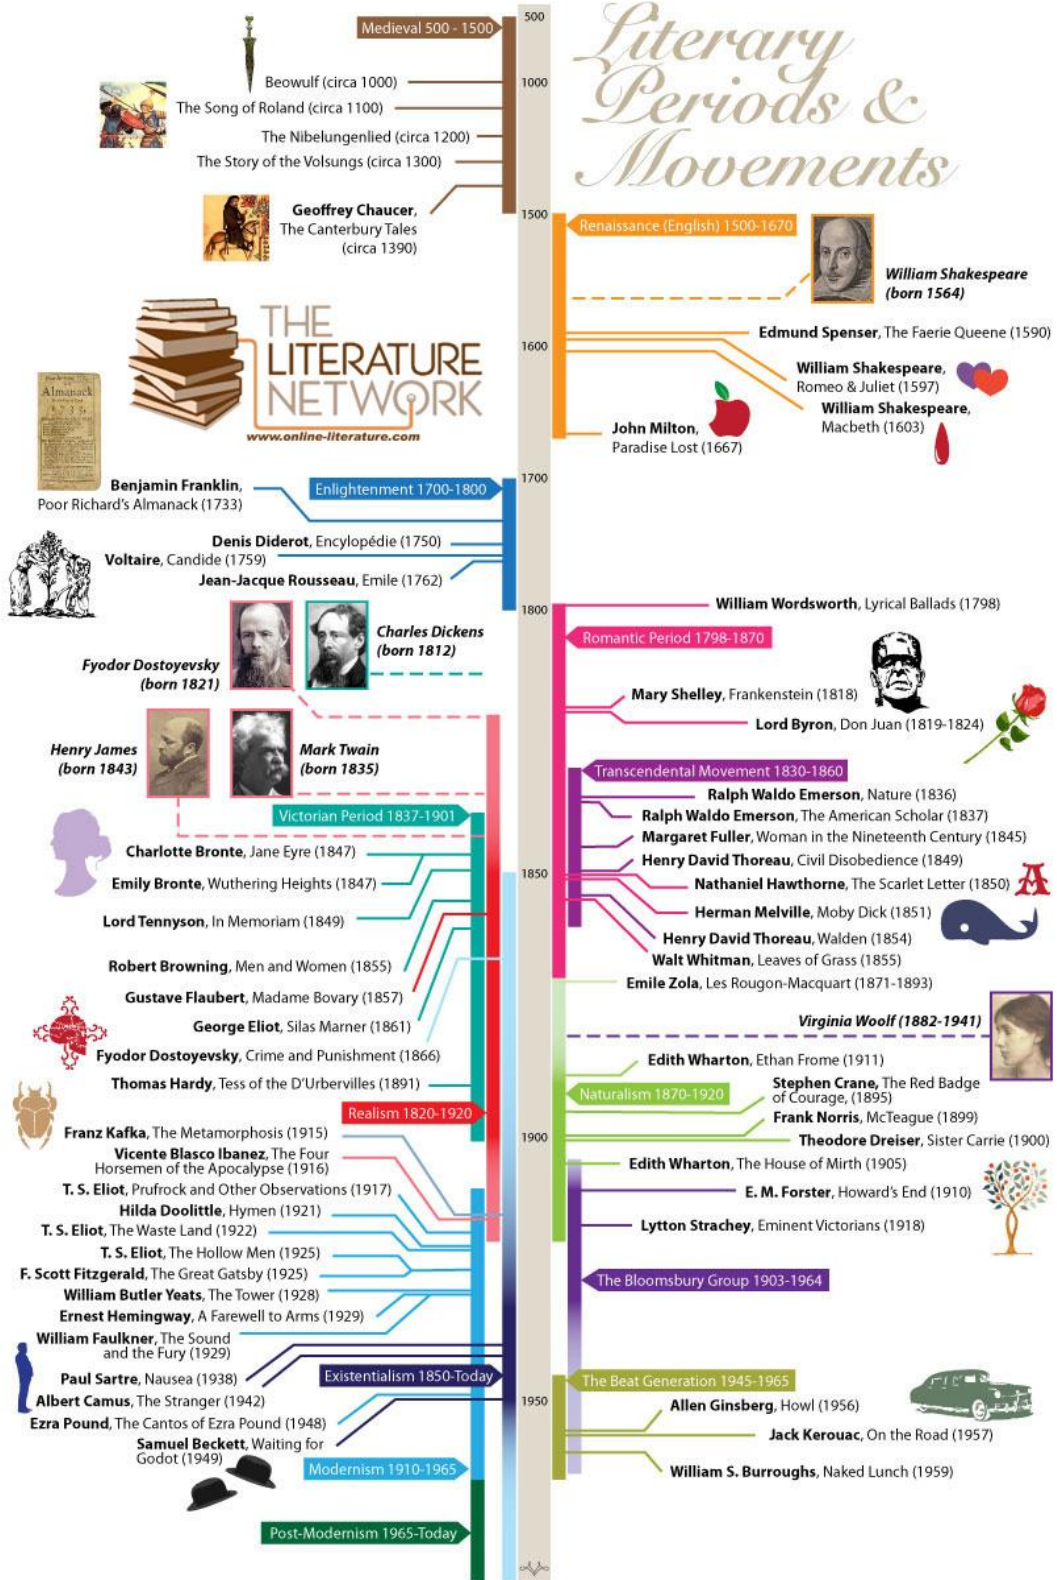 Literary
Periods &
Movements
500
Medieval 500 - 1500
Beowulf (circa 1000)
1000
The Song of Roland (circa 1100)
The Nibelungenlied (circa 1200)
The Story of the Volsungs (circa 1300)
Geoffrey Chaucer,
The Canterbury Tales
(circa 1390)
1500
Renaissance (English) 1500-1670
William Shakespeare
(born 1564)
THE
LITERATURE
NETWORK
www.online-literature.com
Edmund Spenser, The Faerie Queene (1590)
1600
William Shakespeare,
Romeo & Juliet (1597)
William Shakespeare,
Macbeth (1603)
John Milton,
Paradise Lost (1667)
Almanack
1700
Enlightenment 1700-1800
Benjamin Franklin,
Poor Richard's Almanack (1733)
Denis Diderot, Encylopédie (1750)
Voltaire, Candide (1759)
Jean-Jacque Rousseau, Emile (1762)
1800
William Wordsworth, Lyrical Ballads (1798)
Romantic Period 1798-1870
Charles Dickens
(born 1812)
Fyodor Dostoyevsky
(born 1821)
Mary Shelley, Frankenstein (1818)
Lord Byron, Don Juan (1819-1824)
Henry James
(born 1843)
Mark Twain
(born 1835)
Transcendental Movement 1830-1860
Ralph Waldo Emerson, Nature (1836)
Ralph Waldo Emerson, The American Scholar (1837)
Margaret Fuller, Woman in the Nineteenth Century (1845)
Henry David Thoreau, Civil Disobedience (1849)
Nathaniel Hawthorne, The Scarlet Letter (1850)
A
Herman Melville, Moby Dick (1851)
Henry David Thoreau, Walden (1854)
Walt Whitman, Leaves of Grass (1855)
Victorian Period 1837-1901
Charlotte Bronte, Jane Eyre (1847)
1850
Emily Bronte, Wuthering Heights (1847)
Lord Tennyson, In Memoriam (1849)
Robert Browning, Men and Women (1855)
Gustave Flaubert, Madame Bovary (1857)
George Eliot, Silas Marner (1861)
Fyodor Dostoyevsky, Crime and Punishment (1866)
Thomas Hardy, Tess of the D'Urbervilles (1891)
Realism 1820-1920
Emile Zola, Les Rougon-Macquart (1871-1893)
Virginia Woolf (1882-1941)
Edith Wharton, Ethan Frome (1911)
Naturalism 1870-1920
Stephen Crane, The Red Badge
of Courage, (1895)
Frank Norris, McTeague (1899)
1900
Theodore Dreiser, Sister Carrie (1900)
Edith Wharton, The House of Mirth (1905)
E. M. Forster, Howard's End (1910)
Lytton Strachey, Eminent Victorians (1918)
The Bloomsbury Group 1903-1964
Franz Kafka, The Metamorphosis (1915)
Vicente Blasco Ibanez, The Four
Horsemen of the Apocalypse (1916)
T. S. Eliot, Prufrock and Other Observations (1917)
Hilda Doolittle, Hymen (1921)
T. S. Eliot, The Waste Land (1922)
T. S. Eliot, The Hollow Men (1925)
F. Scott Fitzgerald, The Great Gatsby (1925)
William Butler Yeats, The Tower (1928)
Ernest Hemingway, A Farewell to Arms (1929)
William Faulkner, The Sound
and the Fury (1929)
Existentialism 1850-Today
Paul Sartre, Nausea (1938)
Albert Camus, The Stranger (1942)
Ezra Pound, The Cantos of Ezra Pound (1948)
Samuel Beckett, Waiting for
Godot (1949)
1950
The Beat Generation 1945-1965
Allen Ginsberg, Howl (1956)
Jack Kerouac, On the Road (1957)
William S. Burroughs, Naked Lunch (1959)
Modernism 1910-1965
Post-Modernism 1965-Today